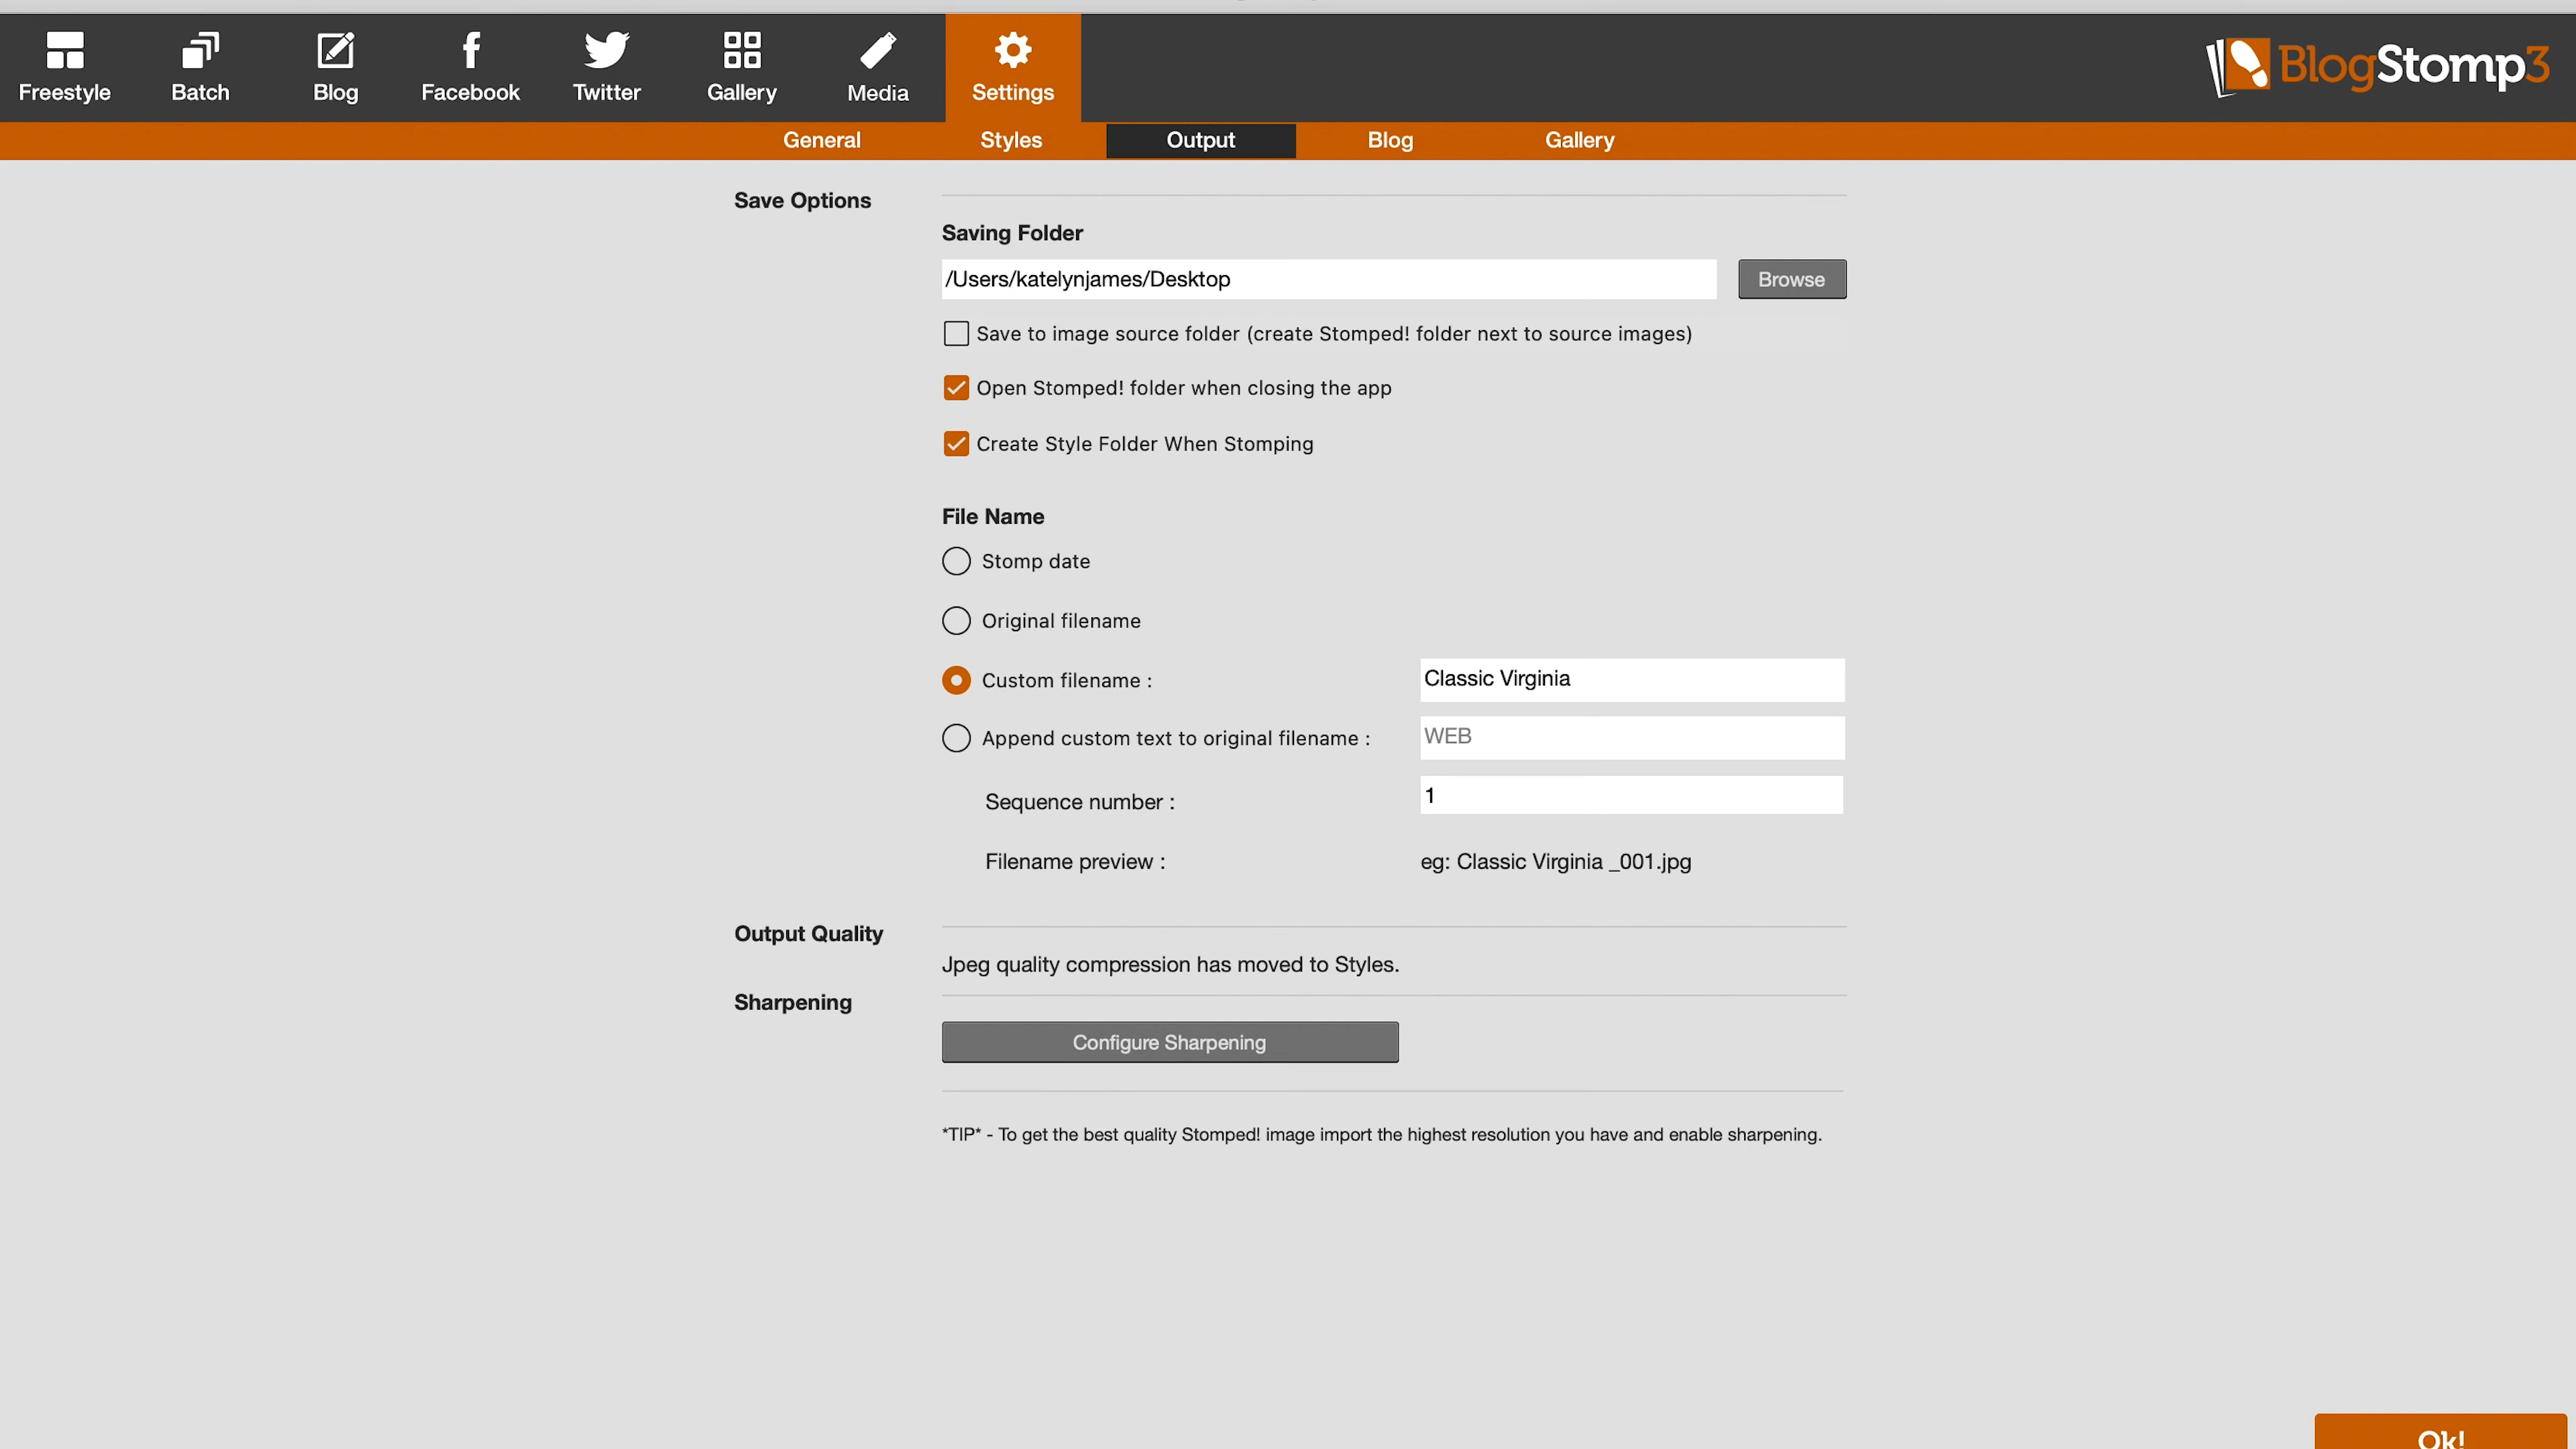 Freestyle
Batch
Blog
Facebook
Twitter
Gallery
Media
Settings
BlogStomp3
General
Styles
Output
Blog
Gallery
Save Options
Saving Folder
/Users/katelynjames/Desktop
Browse
Save to image source folder (create Stomped! folder next to source images)
Open Stomped! folder when closing the app
Create Style Folder When Stomping
File Name
Stomp date
Original filename
Custom filename :
Classic Virginia
Append custom text to original filename :
WEB
Sequence number :
1
Filename preview :
eg: Classic Virginia _001.jpg
Output Quality
Jpeg quality compression has moved to Styles.
Sharpening
Configure Sharpening
*TIP* - To get the best quality Stomped! image import the highest resolution you have and enable sharpening.
Ok!